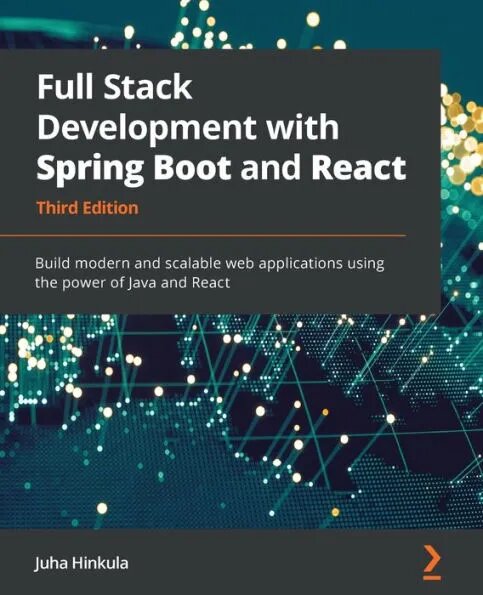 Full Stack
Development with
Spring Boot and React
Third Edition
Build modern and scalable web applications using
the power of Java and React
Juha Hinkula